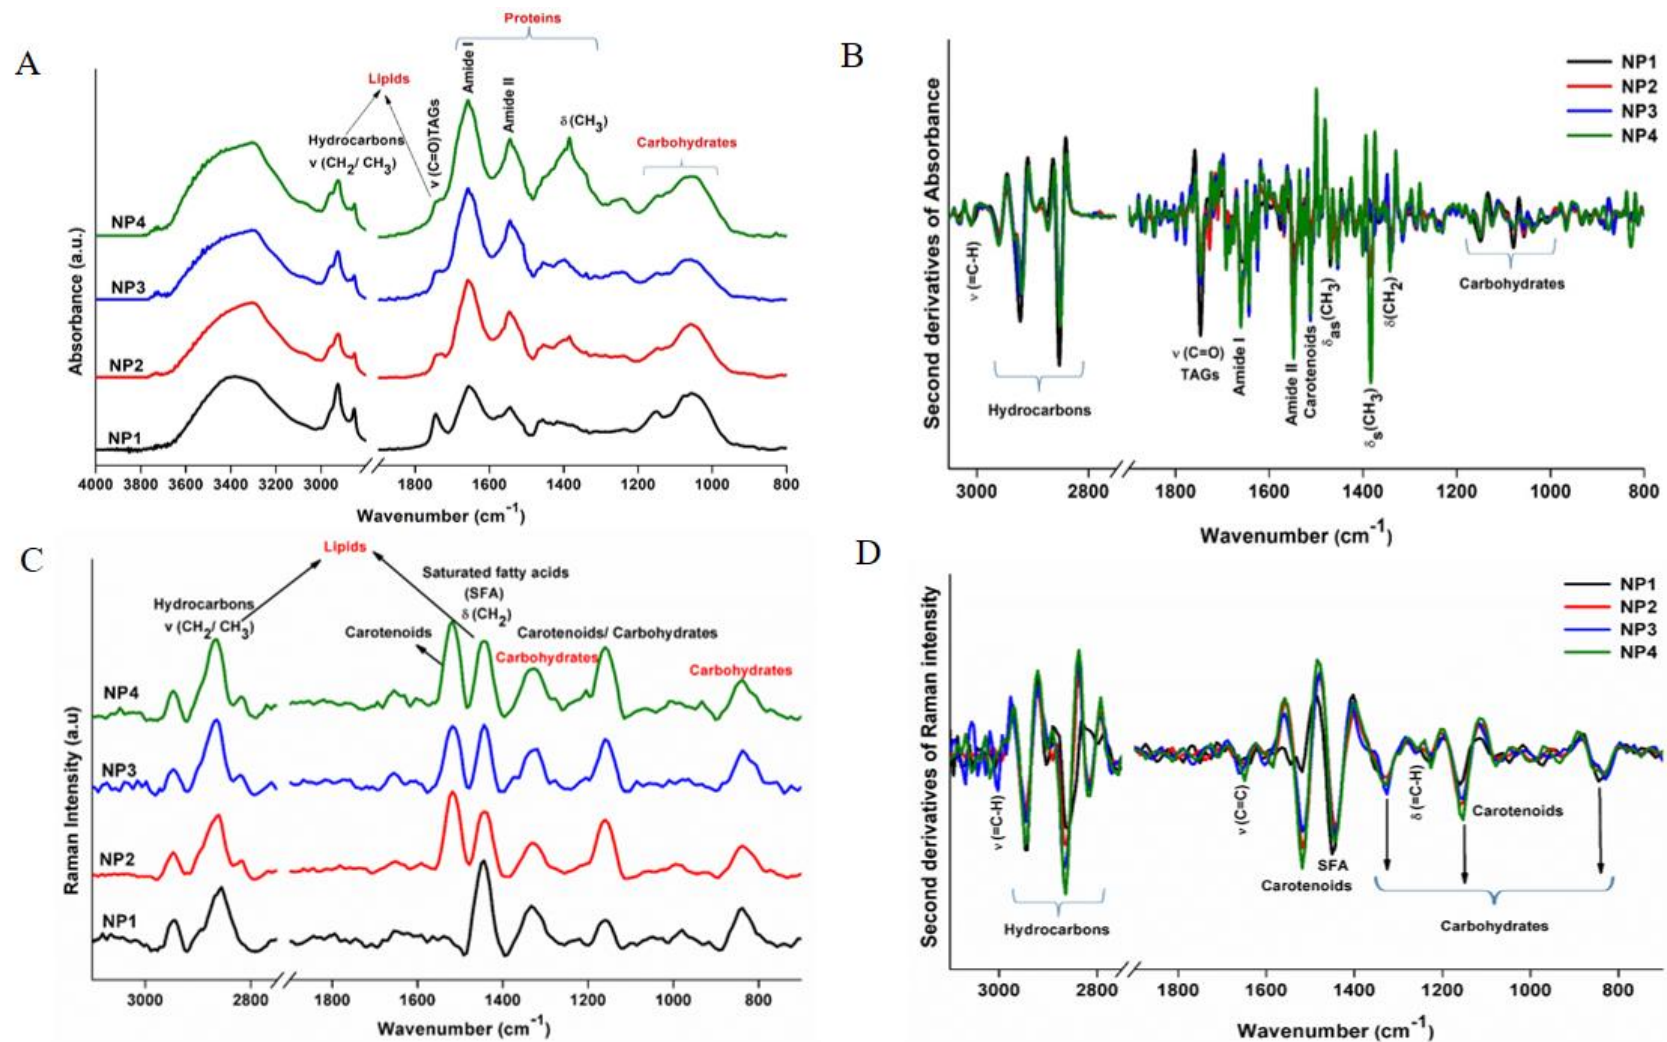 A
Proteins
Lipids
Amide I
Amide II
δ (CH3)
Hydrocarbons
ν (CH2/ CH3)
ν (C=O)TAGs
Carbohydrates
NP4
NP3
NP2
NP1
Absorbance (a.u.)
4000 3800 3600 3400 3200 3000 1800 1600 1400 1200 1000 800
Wavenumber (cm-1)
B
NP1
NP2
NP3
NP4
Second derivatives of Absorbance
ν (=C-H)
Hydrocarbons
ν (C=O)
TAGs
Amide I
Amide II
Carotenoids
δas(CH3)
δs(CH3)
δ(CH2)
Carbohydrates
3000 2800 1800 1600 1400 1200 1000 800
Wavenumber (cm-1)
C
Lipids
Saturated fatty acids
(SFA)
δ (CH2)
Hydrocarbons
ν (CH2/ CH3)
Carotenoids
Carotenoids/ Carbohydrates
Carbohydrates
Carbohydrates
NP4
NP3
NP2
NP1
Raman Intensity (a.u)
3000 2800 1800 1600 1400 1200 1000 800
Wavenumber (cm-1)
D
NP1
NP2
NP3
NP4
Second derivatives of Raman intensity
ν (=C-H)
Hydrocarbons
ν (C=C)
Carotenoids
SFA
δ (=C-H)
Carotenoids
Carbohydrates
3000 2800 1800 1600 1400 1200 1000 800
Wavenumber (cm-1)